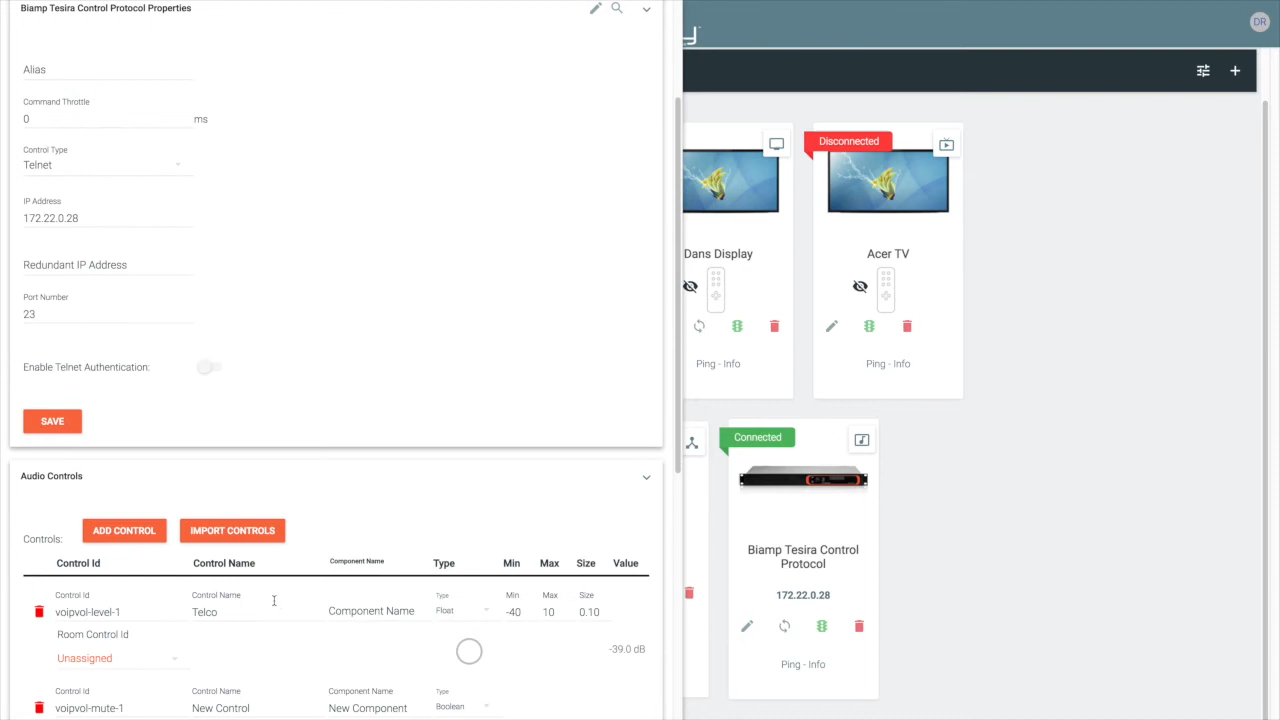 Biamp Tesira Control Protocol Properties
Alias
Command Throttle
0 ms
Control Type
Telnet
IP Address
172.22.0.28
Redundant IP Address
Port Number
23
Enable Telnet Authentication:
SAVE
Audio Controls
Controls: ADD CONTROL IMPORT CONTROLS
Control Id Control Name Component Name Type Min Max Size Value
Control Id Control Name Type Min Max Size
voipvol-level-1 Telco Component Name Float -40 10 0.10
Room Control Id
Unassigned -39.0 dB
Control Id Control Name Component Name Type
voipvol-mute-1 New Control New Component Boolean
DR
Disconnected
Dans Display Acer TV
Ping - Info Ping - Info
Connected
Biamp Tesira Control
Protocol
172.22.0.28
Ping - Info